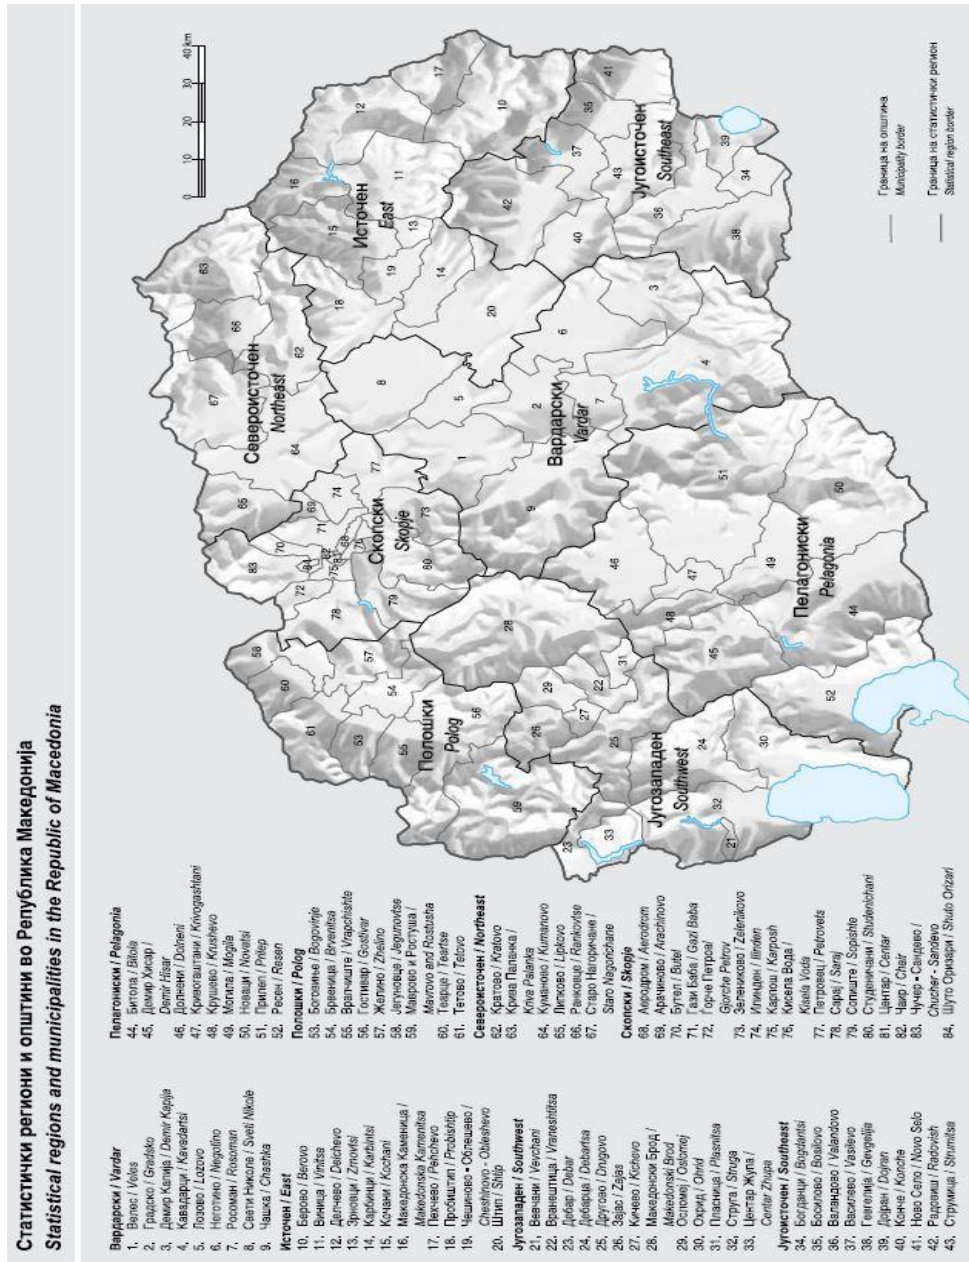 Статистички региони и општини во Република Македонија
Statistical regions and municipalities in the Republic of Macedonia
Вардарски / Vardar
1. Велес / Veles
2. Градско / Gradsko
3. Демир Капија / Demir Kapija
4. Кавадарци / Kavadartsi
5. Лозово / Lozovo
6. Неготино / Negotino
7. Росоман / Rosoman
8. Свети Николе / Sveti Nikole
9. Чашка / Chashka
Источен / East
10. Берово / Berovo
11. Виница / Vinitsa
12. Делчево / Delchevo
13. Зрновци / Zrnovtsi
14. Карбинци / Karbintsi
15. Кочани / Kochani
16. Македонска Каменица /
Makedonska Kamenitsa
17. Пехчево / Pehchevo
18. Пробиштип / Probishtip
19. Чешиново - Облешево /
Cheshinovo - Obleshevo
20. Штип / Shtip
Југозападен / Southwest
21. Вевчани / Vevchani
22. Вранештица / Vraneshtitsa
23. Дебар / Debar
24. Дебарца / Debartsa
25. Другово / Drugovo
26. Зајас / Zajas
27. Кичево / Kichevo
28. Македонски Брод /
Makedonski Brod
29. Осломеј / Oslomej
30. Охрид / Ohrid
31. Пласница / Plasnitsa
32. Струга / Struga
33. Центар Жупа /
Centar Zhupa
Југоисточен / Southeast
34. Богданци / Bogdantsi
35. Босилово / Bosilovo
36. Валандово / Valandovo
37. Василево / Vasilevo
38. Гевгелија / Gevgelija
39. Дојран / Dojran
40. Конче / Konche
41. Ново Село / Novo Selo
42. Радовиш / Radovish
43. Струмица / Strumitsa
Пелагониски / Pelagonia
44. Битола / Bitola
45. Демир Хисар /
Demir Hisar
46. Долнени / Dolneni
47. Кривогаштани / Krivogashtani
48. Крушево / Krushevo
49. Могила / Mogila
50. Новаци / Novatsi
51. Прилеп / Prilep
52. Ресен / Resen
Полошки / Polog
53. Боговиње / Bogovinje
54. Брвеница / Brvenitsa
55. Врапчиште / Vrapchishte
56. Гостивар / Gostivar
57. Желино / Zhelino
58. Јегуновце / Jegunovtse
59. Маврово и Ростуша /
Mavrovo and Rostusha
60. Теарце / Teartse
61. Тетово / Tetovo
Североисточен / Northeast
62. Кратово / Kratovo
63. Крива Паланка /
Kriva Palanka
64. Куманово / Kumanovo
65. Липково / Lipkovo
66. Ранковце / Rankovtse
67. Старо Нагоричане /
Staro Nagorichane
Скопски / Skopje
68. Аеродром / Aerodrom
69. Арачиново / Arachinovo
70. Бутел / Butel
71. Гази Баба / Gazi Baba
72. Ѓорче Петров/
Gjorche Petrov
73. Зелениково / Zelenikovo
74. Илинден / Ilinden
75. Карпош / Karposh
76. Кисела Вода /
Kisela Voda
77. Петровец / Petrovets
78. Сарај / Saraj
79. Сопиште / Sopishte
80. Студеничани / Studenichani
81. Центар / Centar
82. Чаир / Chair
83. Чучер - Сандево /
Chucher - Sandevo
84. Шуто Оризари / Shuto Orizari
Полошки
Polog
Скопски
Skopje
Североисточен
Northeast
Источен
East
Југозападен
Southwest
Вардарски
Vardar
Пелагониски
Pelagonia
Југоисточен
Southeast
0 10 20 30 40 km
Граница на општина
Municipality border
Граница на статистички регион
Statistical region border